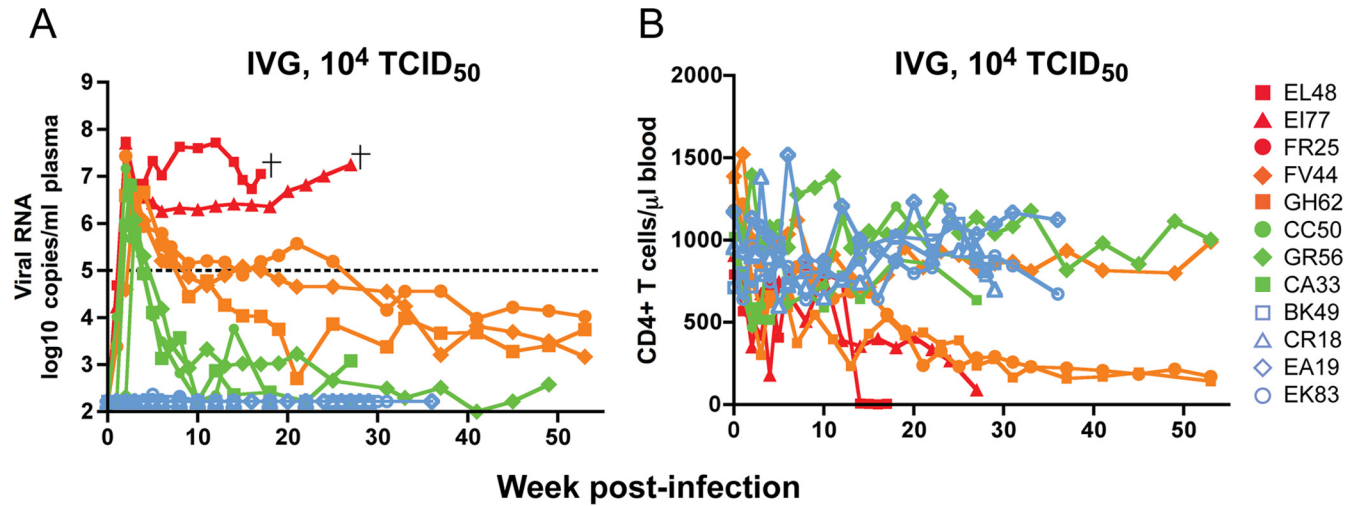 A
IVG, 10⁴ TCID₅₀
Viral RNA
log10 copies/ml plasma
9
8
7
6
5
4
3
2
0 10 20 30 40 50
B
IVG, 10⁴ TCID₅₀
CD4+ T cells/µl blood
2000
1500
1000
500
0
0 10 20 30 40 50
EL48
EI77
FR25
FV44
GH62
CC50
GR56
CA33
BK49
CR18
EA19
EK83
Week post-infection